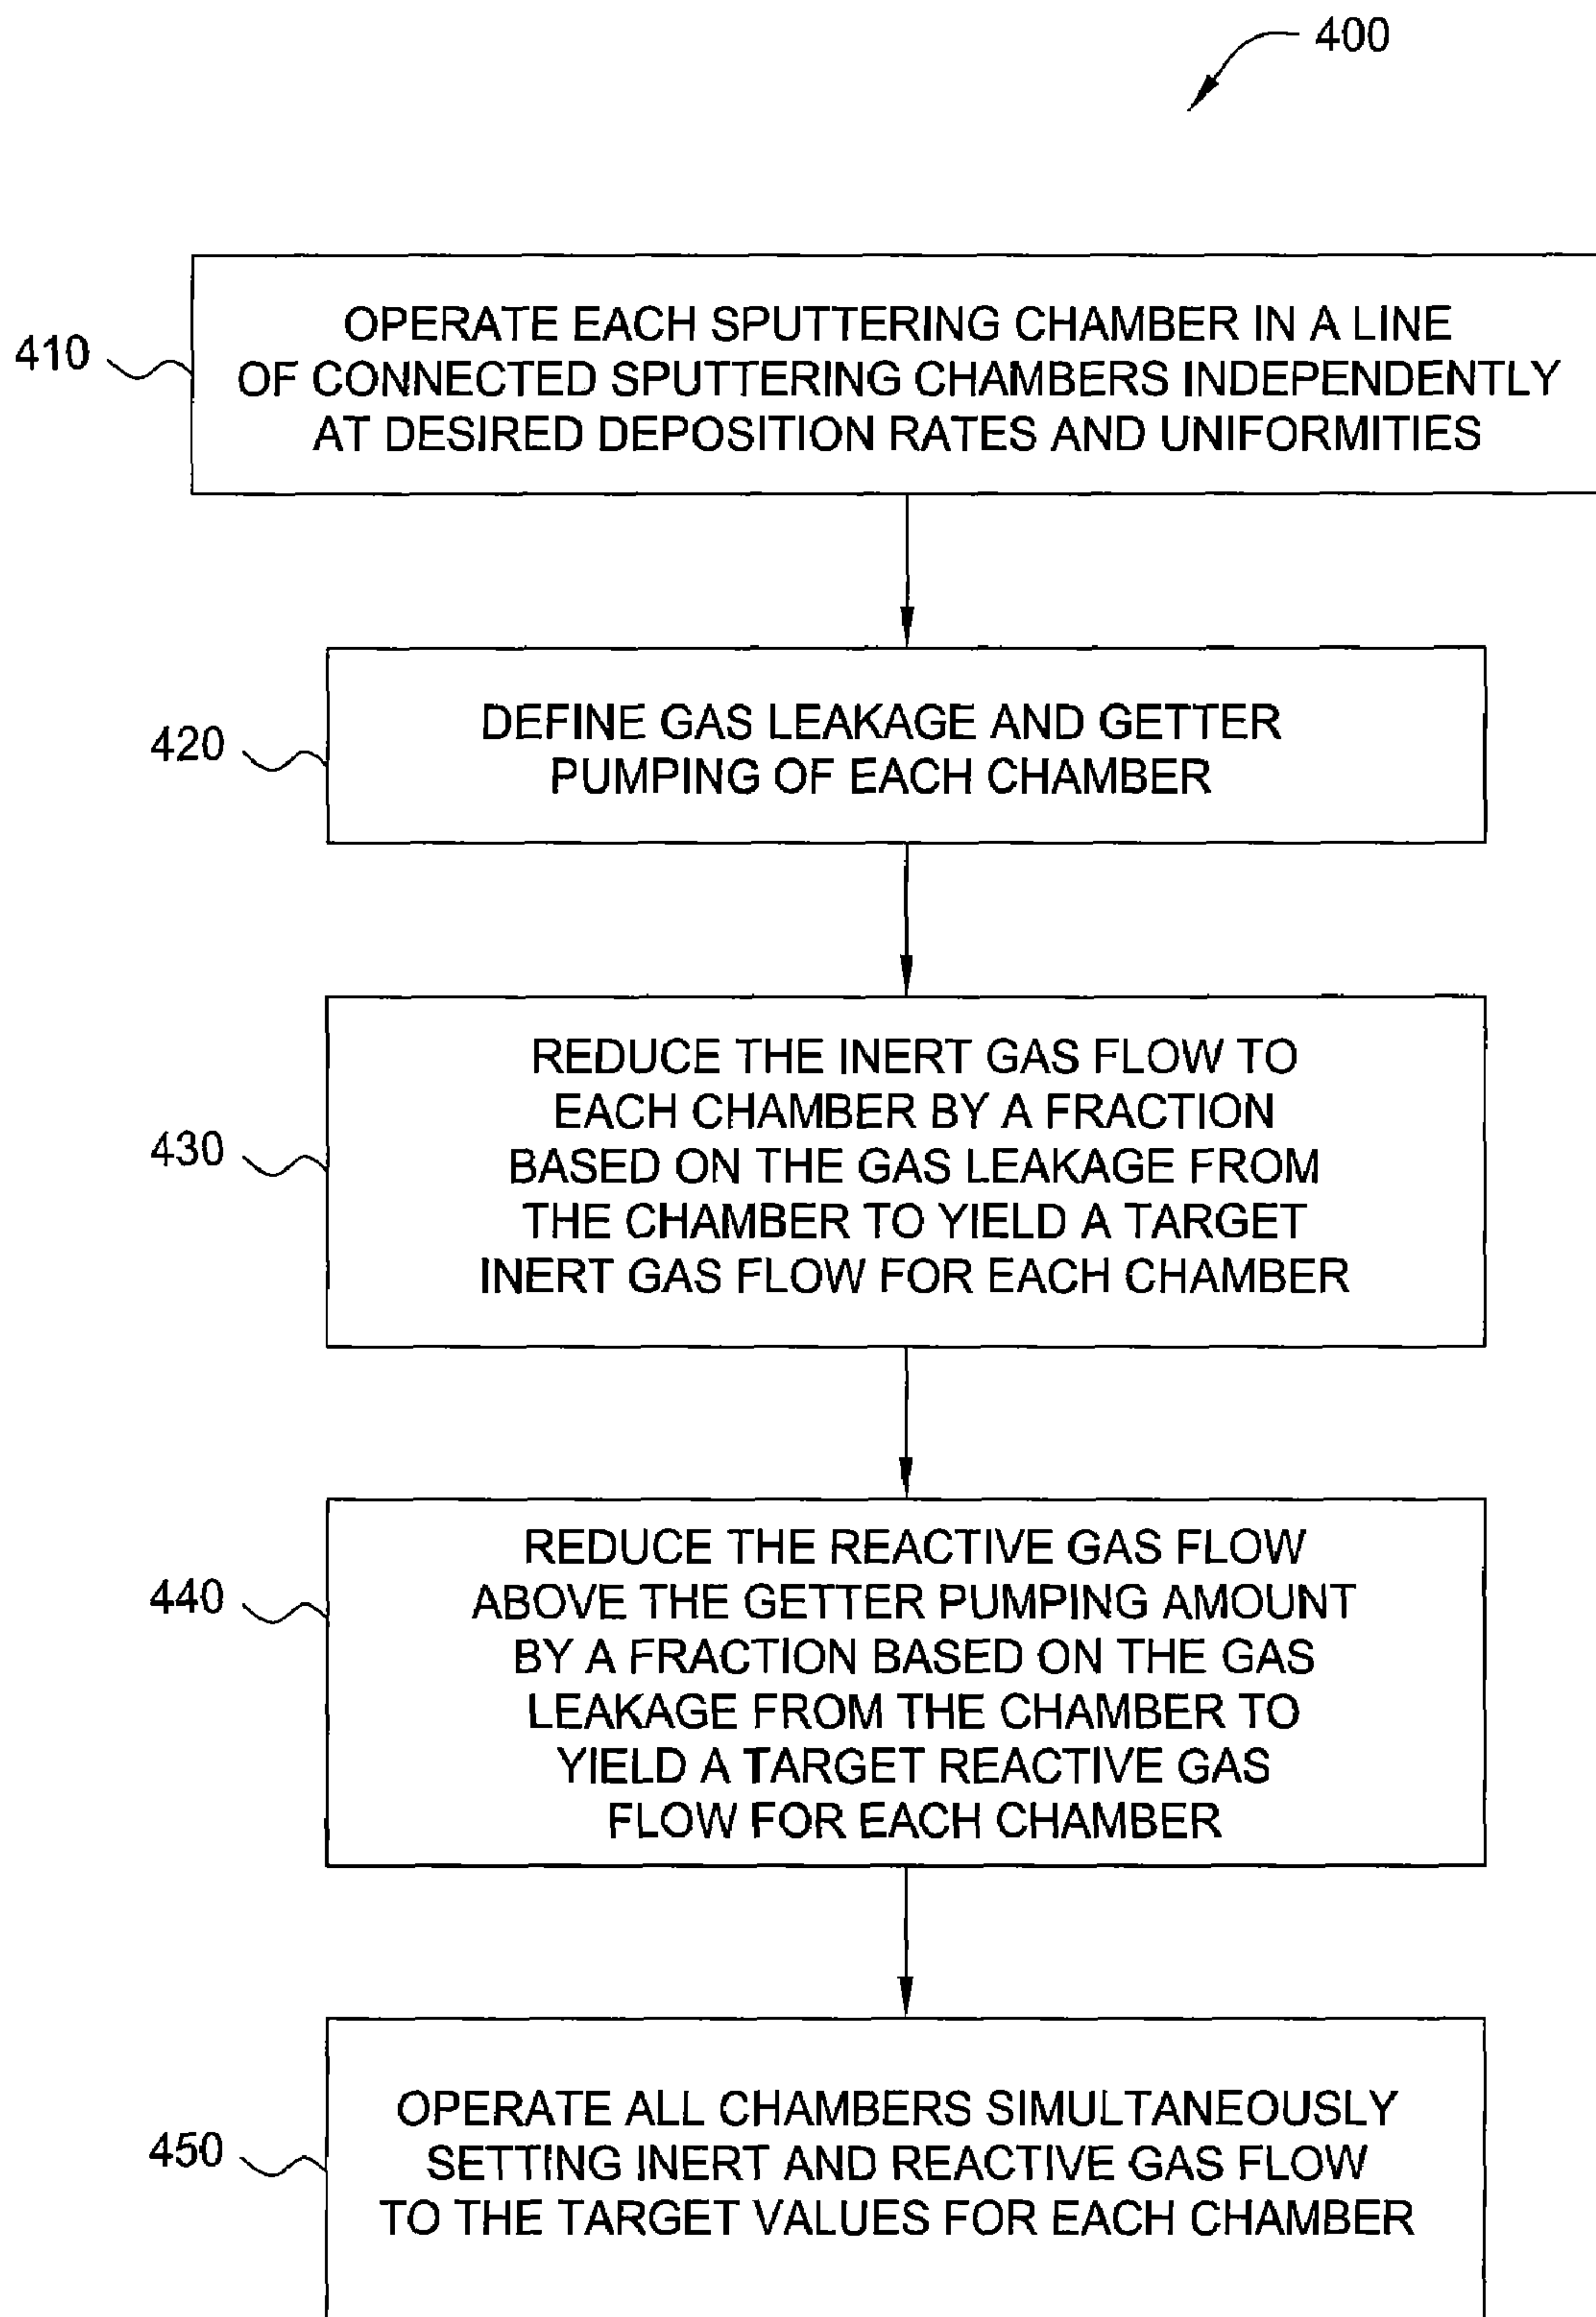 400
410
OPERATE EACH SPUTTERING CHAMBER IN A LINE
OF CONNECTED SPUTTERING CHAMBERS INDEPENDENTLY
AT DESIRED DEPOSITION RATES AND UNIFORMITIES
420
DEFINE GAS LEAKAGE AND GETTER
PUMPING OF EACH CHAMBER
430
REDUCE THE INERT GAS FLOW TO
EACH CHAMBER BY A FRACTION
BASED ON THE GAS LEAKAGE FROM
THE CHAMBER TO YIELD A TARGET
INERT GAS FLOW FOR EACH CHAMBER
440
REDUCE THE REACTIVE GAS FLOW
ABOVE THE GETTER PUMPING AMOUNT
BY A FRACTION BASED ON THE GAS
LEAKAGE FROM THE CHAMBER TO
YIELD A TARGET REACTIVE GAS
FLOW FOR EACH CHAMBER
450
OPERATE ALL CHAMBERS SIMULTANEOUSLY
SETTING INERT AND REACTIVE GAS FLOW
TO THE TARGET VALUES FOR EACH CHAMBER